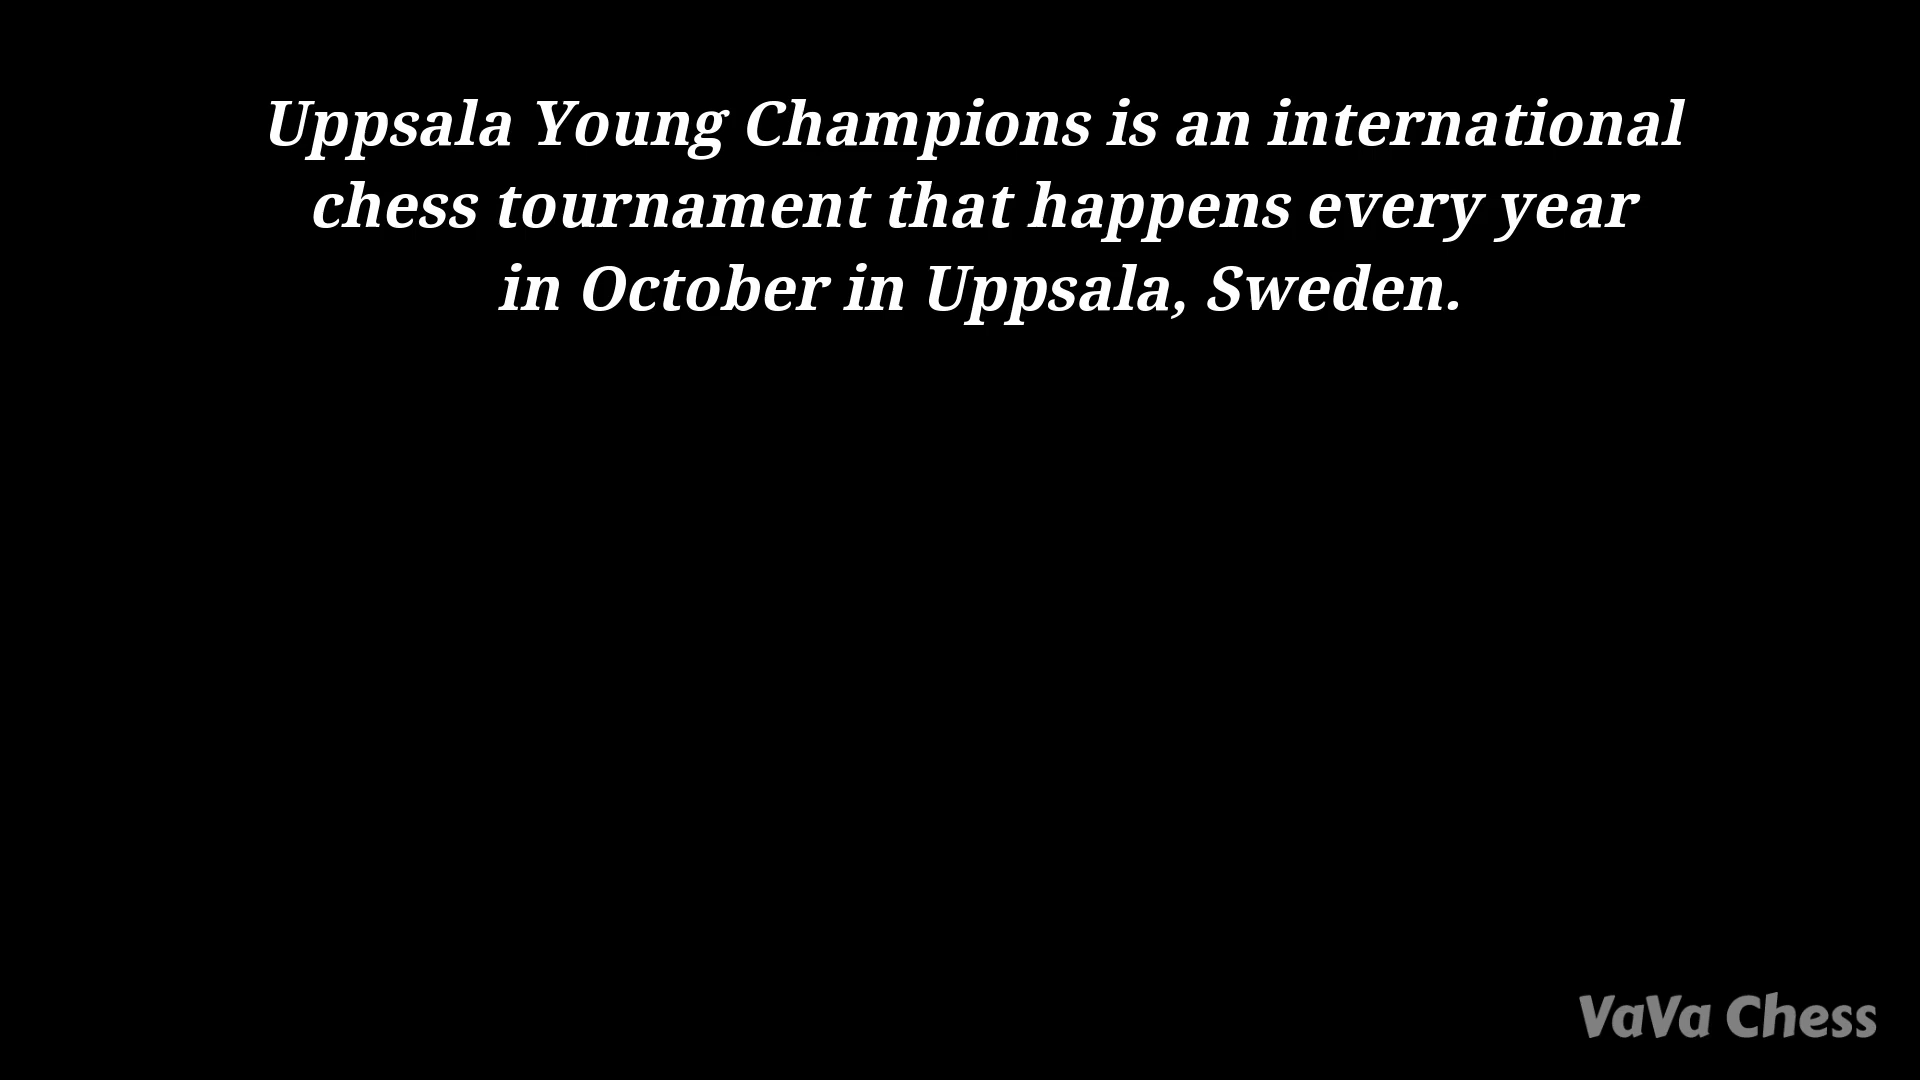 Uppsala Young Champions is an international
chess tournament that happens every year
in October in Uppsala, Sweden.
VaVa Chess